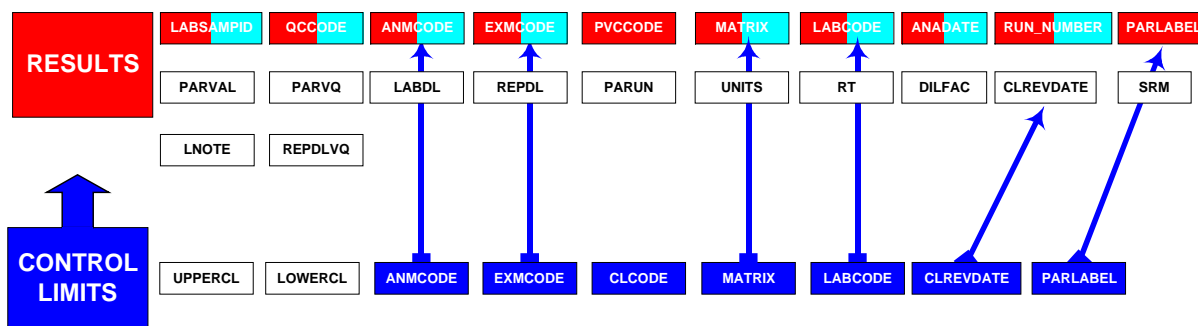 RESULTS
LABSAMPID QCCODE ANMCODE EXMCODE PVCCODE MATRIX LABCODE ANADATE RUN_NUMBER PARLABEL
PARVAL PARVQ LABDL REPDL PARUN UNITS RT DILFAC CLREVDATE SRM
LNOTE REPDLVQ
CONTROL
LIMITS
UPPERCL LOWERCL ANMCODE EXMCODE CLCODE MATRIX LABCODE CLREVDATE PARLABEL